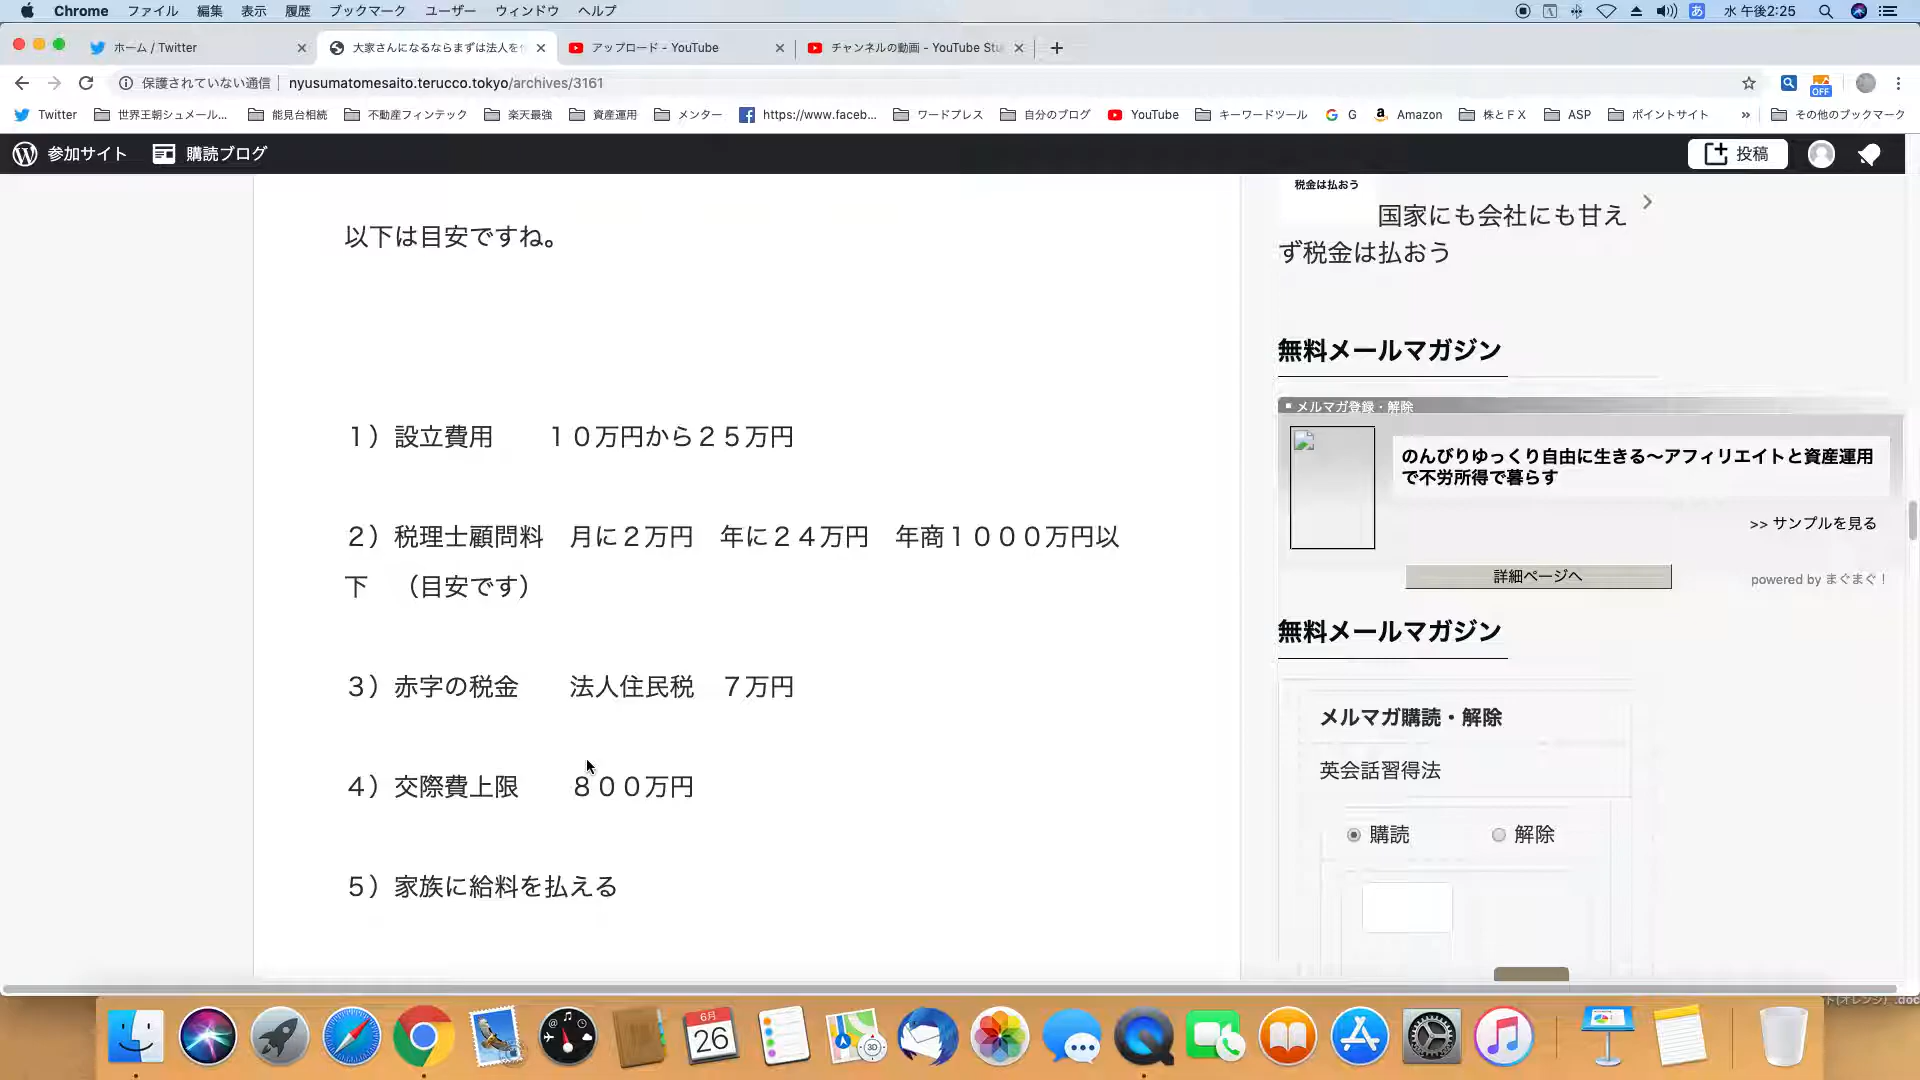 Chrome ファイル 編集 表示 履歴 ブックマーク ユーザー ウィンドウ ヘルプ
あ 水 午後2:25
ホーム / Twitter
大家さんになるならまずは法人を
アップロード - YouTube
チャンネルの動画 - YouTube Stu
保護されていない通信 nyusumatomesaito.terucco.tokyo/archives/3161
OFF
Twitter 世界王朝シュメール... 能見台相続 不動産フィンテック 楽天最強 資産運用 メンター https://www.faceb... ワードプレス 自分のブログ YouTube キーワードツール G Amazon 株とＦＸ ASP ポイントサイト » その他のブックマーク
参加サイト 購読ブログ 投稿
以下は目安ですね。
１）設立費用　　１０万円から２５万円
２）税理士顧問料　月に２万円　年に２４万円　年商１０００万円以
下　（目安です）
３）赤字の税金　　法人住民税　７万円
４）交際費上限　　８００万円
５）家族に給料を払える
税金は払おう
国家にも会社にも甘え
ず税金は払おう
無料メールマガジン
メルマガ登録・解除
のんびりゆっくり自由に生きる〜アフィリエイトと資産運用
で不労所得で暮らす
>> サンプルを見る
詳細ページへ
powered by まぐまぐ！
無料メールマガジン
メルマガ購読・解除
英会話習得法
購読 解除
ト(オレンジ) .doc
6月
26
3D